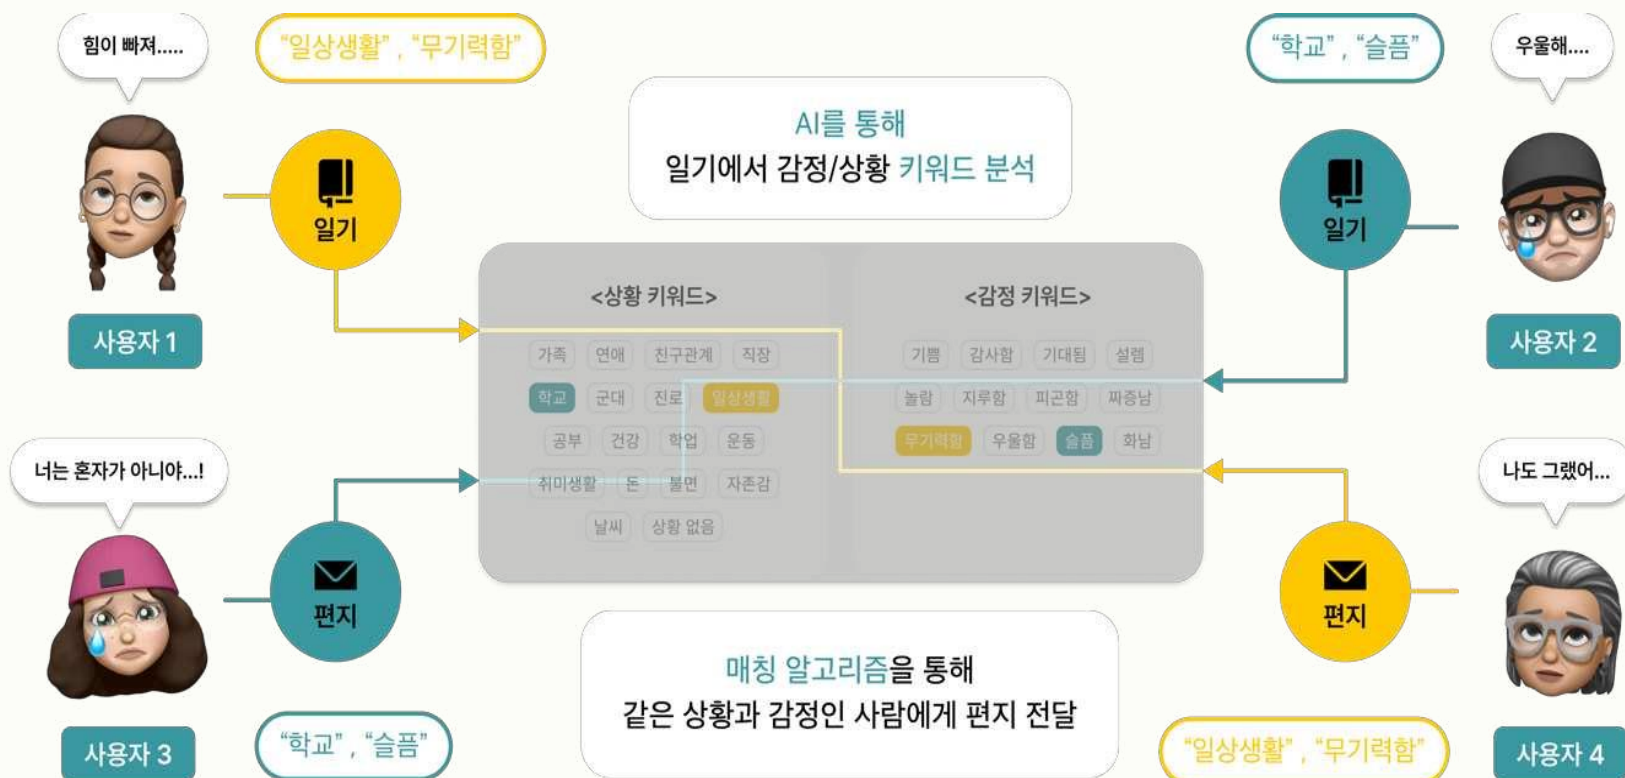 힘이 빠져.....
“일상생활” , “무기력함”
“학교” , “슬픔”
우울해....
AI를 통해
일기에서 감정/상황 키워드 분석
일기
일기
사용자 1
사용자 2
<상황 키워드>
가족 연애 친구관계 직장
학교 군대 진로 일상생활
공부 건강 학업 운동
취미생활 돈 불면 자존감
날씨 상황 없음
<감정 키워드>
기쁨 감사함 기대됨 설렘
놀람 지루함 피곤함 짜증남
무기력함 우울함 슬픔 화남
너는 혼자가 아니야...!
나도 그랬어...
편지
편지
매칭 알고리즘을 통해
같은 상황과 감정인 사람에게 편지 전달
사용자 3
“학교” , “슬픔”
“일상생활” , “무기력함”
사용자 4